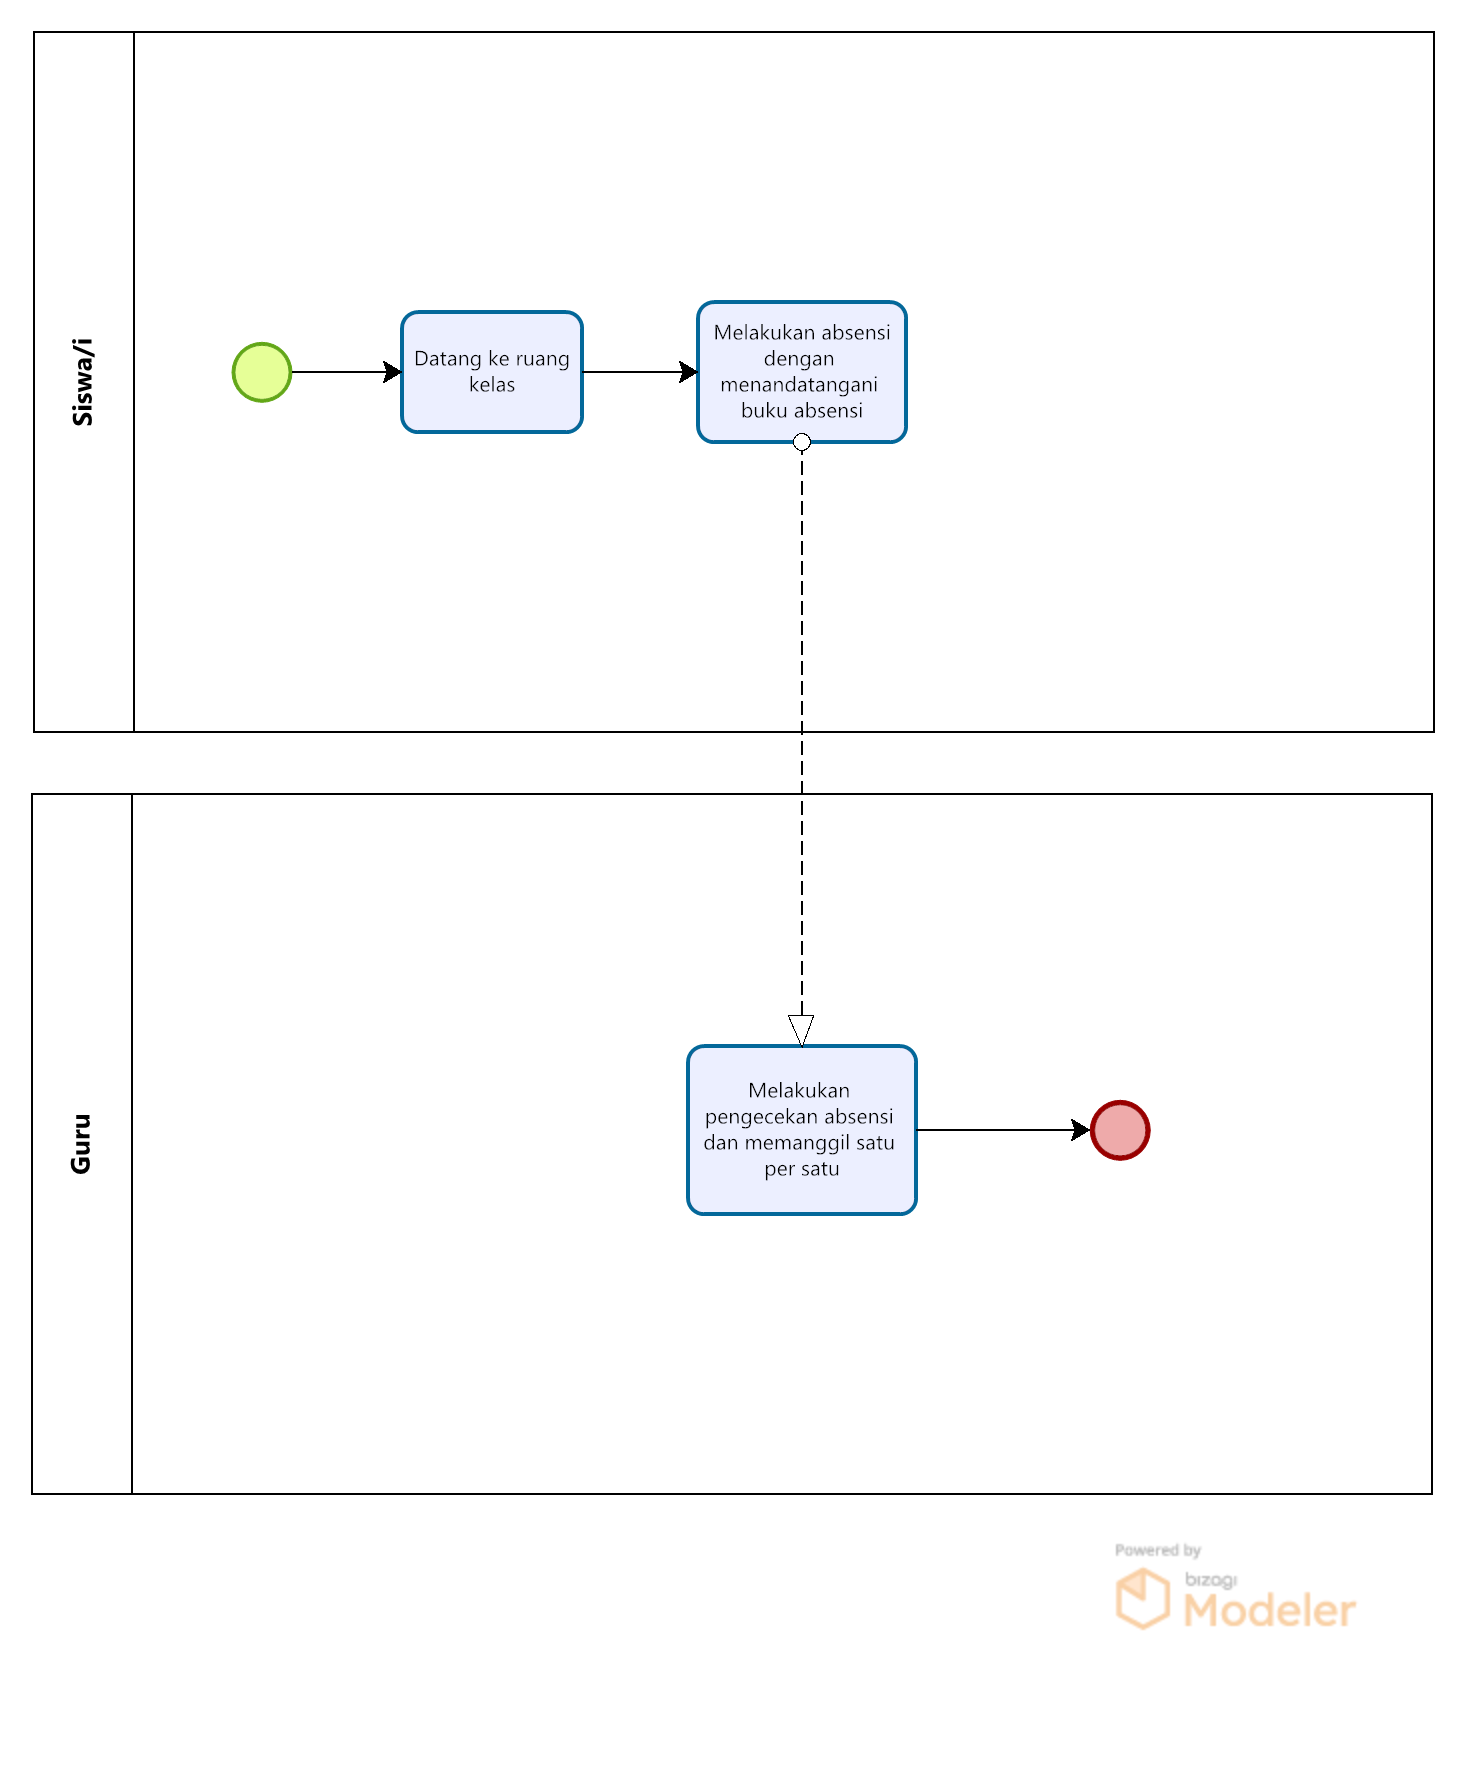 Siswa/i
Datang ke ruang
kelas
Melakukan absensi
dengan
menandatangani
buku absensi
Guru
Melakukan
pengecekan absensi
dan memanggil satu
per satu
Powered by
bizagi
Modeler